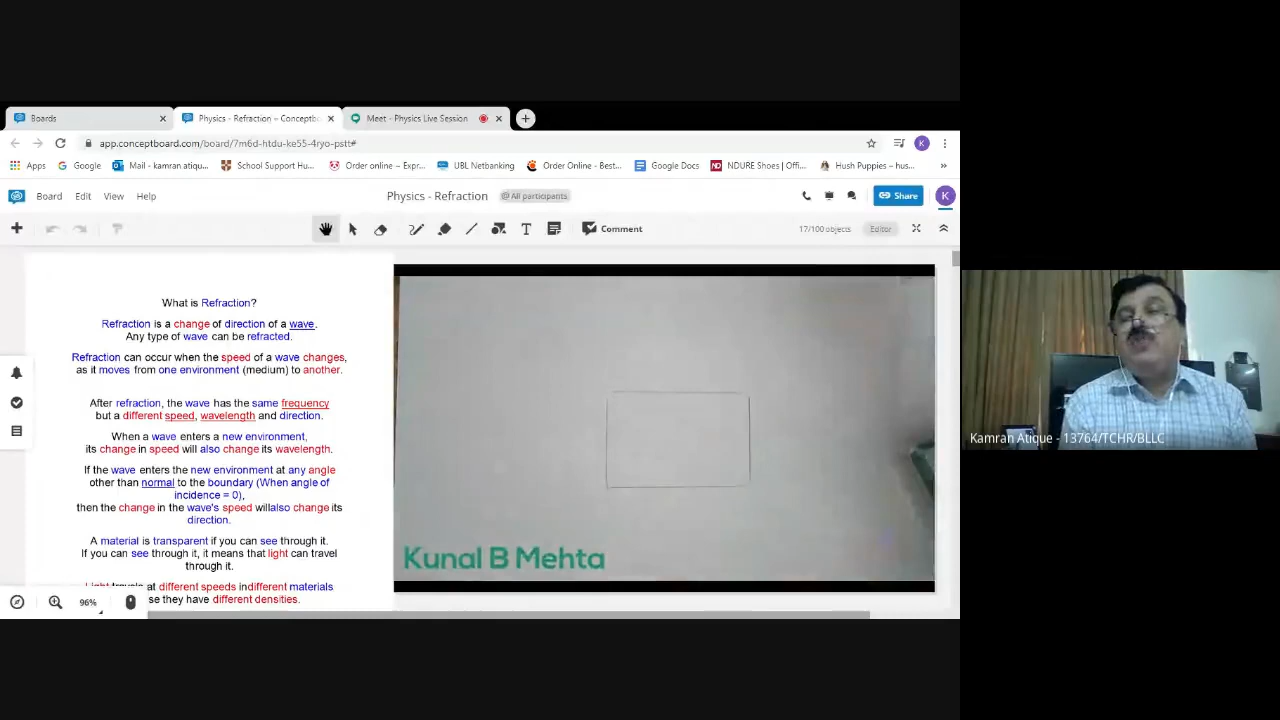 Boards
Physics - Refraction – Conceptb
Meet - Physics Live Session
app.conceptboard.com/board/7m6d-htdu-ke55-4ryo-pstt#
Apps
Google
Mail - kamran atiqu...
School Support Hu...
Order online – Expr...
UBL Netbanking
Order Online - Best...
Google Docs
NDURE Shoes | Offi...
Hush Puppies – hus...
»
Board Edit View Help
Physics - Refraction
@ All participants
Share
K
Comment
17/100 objects
Editor
What is Refraction?
Refraction is a change of direction of a wave.
Any type of wave can be refracted.
Refraction can occur when the speed of a wave changes,
as it moves from one environment (medium) to another.
After refraction, the wave has the same frequency
but a different speed, wavelength and direction.
When a wave enters a new environment,
its change in speed will also change its wavelength.
If the wave enters the new environment at any angle
other than normal to the boundary (When angle of
incidence = 0),
then the change in the wave's speed willalso change its
direction.
A material is transparent if you can see through it.
If you can see through it, it means that light can travel
through it.
Light travels at different speeds indifferent materials
se they have different densities.
96%
Kunal B Mehta
Kamran Atique - 13764/TCHR/BLLC